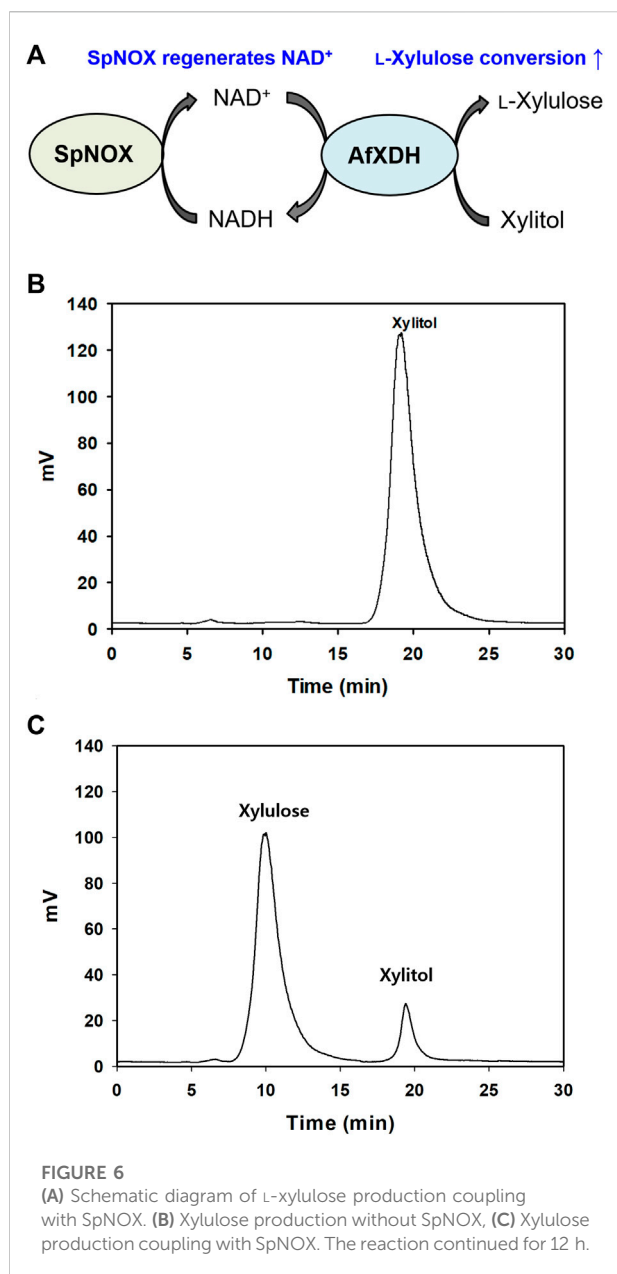 A
SpNOX regenerates NAD⁺ L-Xylulose conversion ↑
NAD⁺ L-Xylulose
SpNOX AfXDH
NADH Xylitol
B
140
120
100
80
60
40
20
0
mV
Xylitol
0 5 10 15 20 25 30
Time (min)
C
140
120
100
80
60
40
20
0
mV
Xylulose
Xylitol
0 5 10 15 20 25 30
Time (min)
FIGURE 6
(A) Schematic diagram of L-xylulose production coupling
with SpNOX. (B) Xylulose production without SpNOX, (C) Xylulose
production coupling with SpNOX. The reaction continued for 12 h.